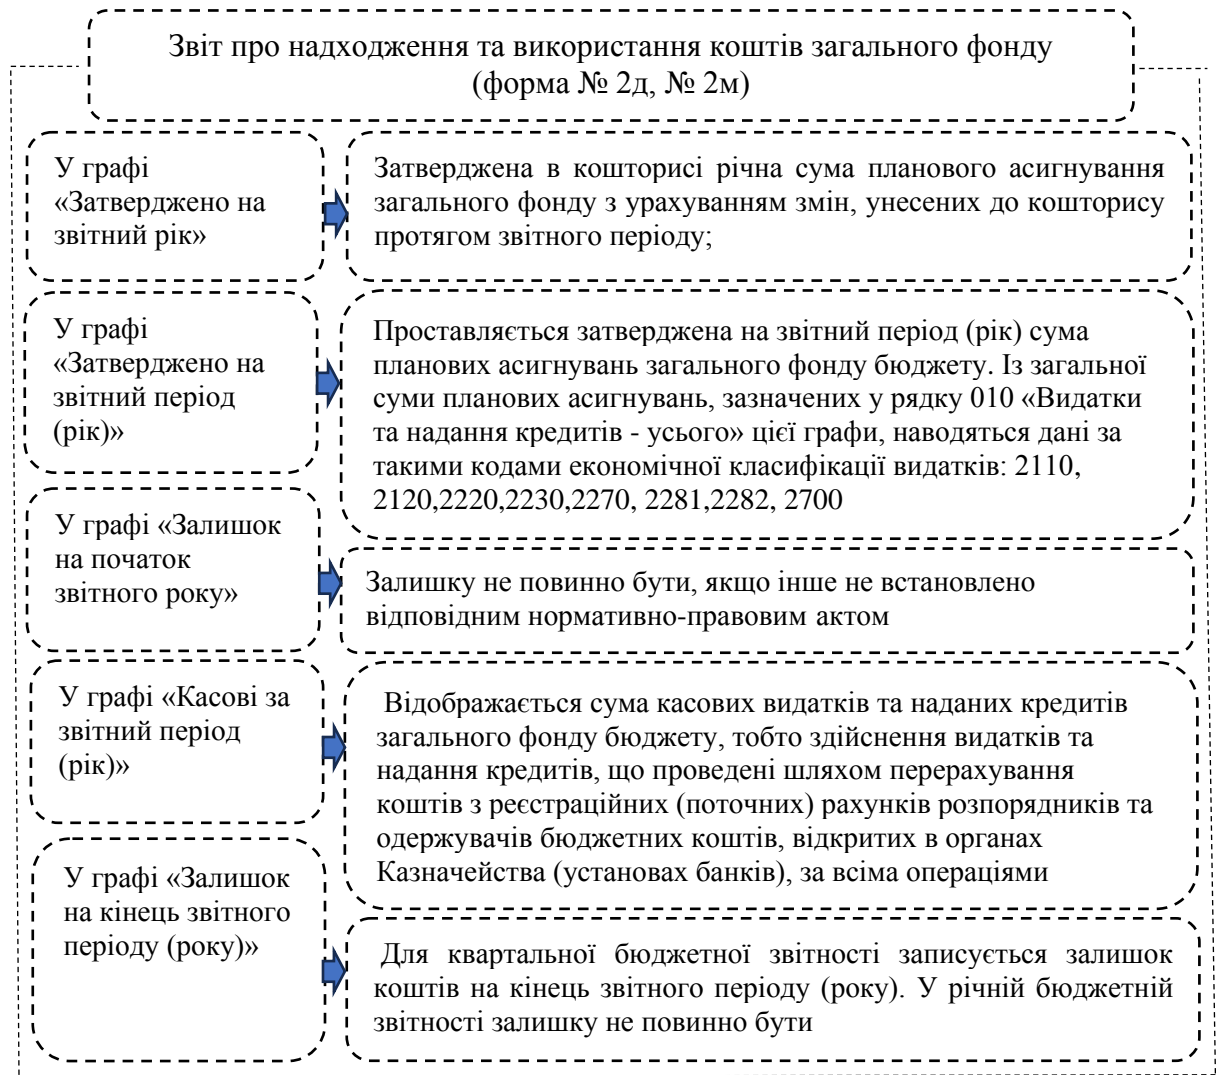 Звіт про надходження та використання коштів загального фонду
(форма № 2д, № 2м)
У графі
«Затверджено на
звітний рік»
Затверджена в кошторисі річна сума планового асигнування
загального фонду з урахуванням змін, унесених до кошторису
протягом звітного періоду;
У графі
«Затверджено на
звітний період
(рік)»
Проставляється затверджена на звітний період (рік) сума
планових асигнувань загального фонду бюджету. Із загальної
суми планових асигнувань, зазначених у рядку 010 «Видатки
та надання кредитів - усього» цієї графи, наводяться дані за
такими кодами економічної класифікації видатків: 2110,
2120,2220,2230,2270, 2281,2282, 2700
У графі «Залишок
на початок
звітного року»
Залишку не повинно бути, якщо інше не встановлено
відповідним нормативно-правовим актом
У графі «Касові за
звітний період
(рік)»
Відображається сума касових видатків та наданих кредитів
загального фонду бюджету, тобто здійснення видатків та
надання кредитів, що проведені шляхом перерахування
коштів з реєстраційних (поточних) рахунків розпорядників та
одержувачів бюджетних коштів, відкритих в органах
Казначейства (установах банків), за всіма операціями
У графі «Залишок
на кінець звітного
періоду (року)»
Для квартальної бюджетної звітності записується залишок
коштів на кінець звітного періоду (року). У річній бюджетній
звітності залишку не повинно бути